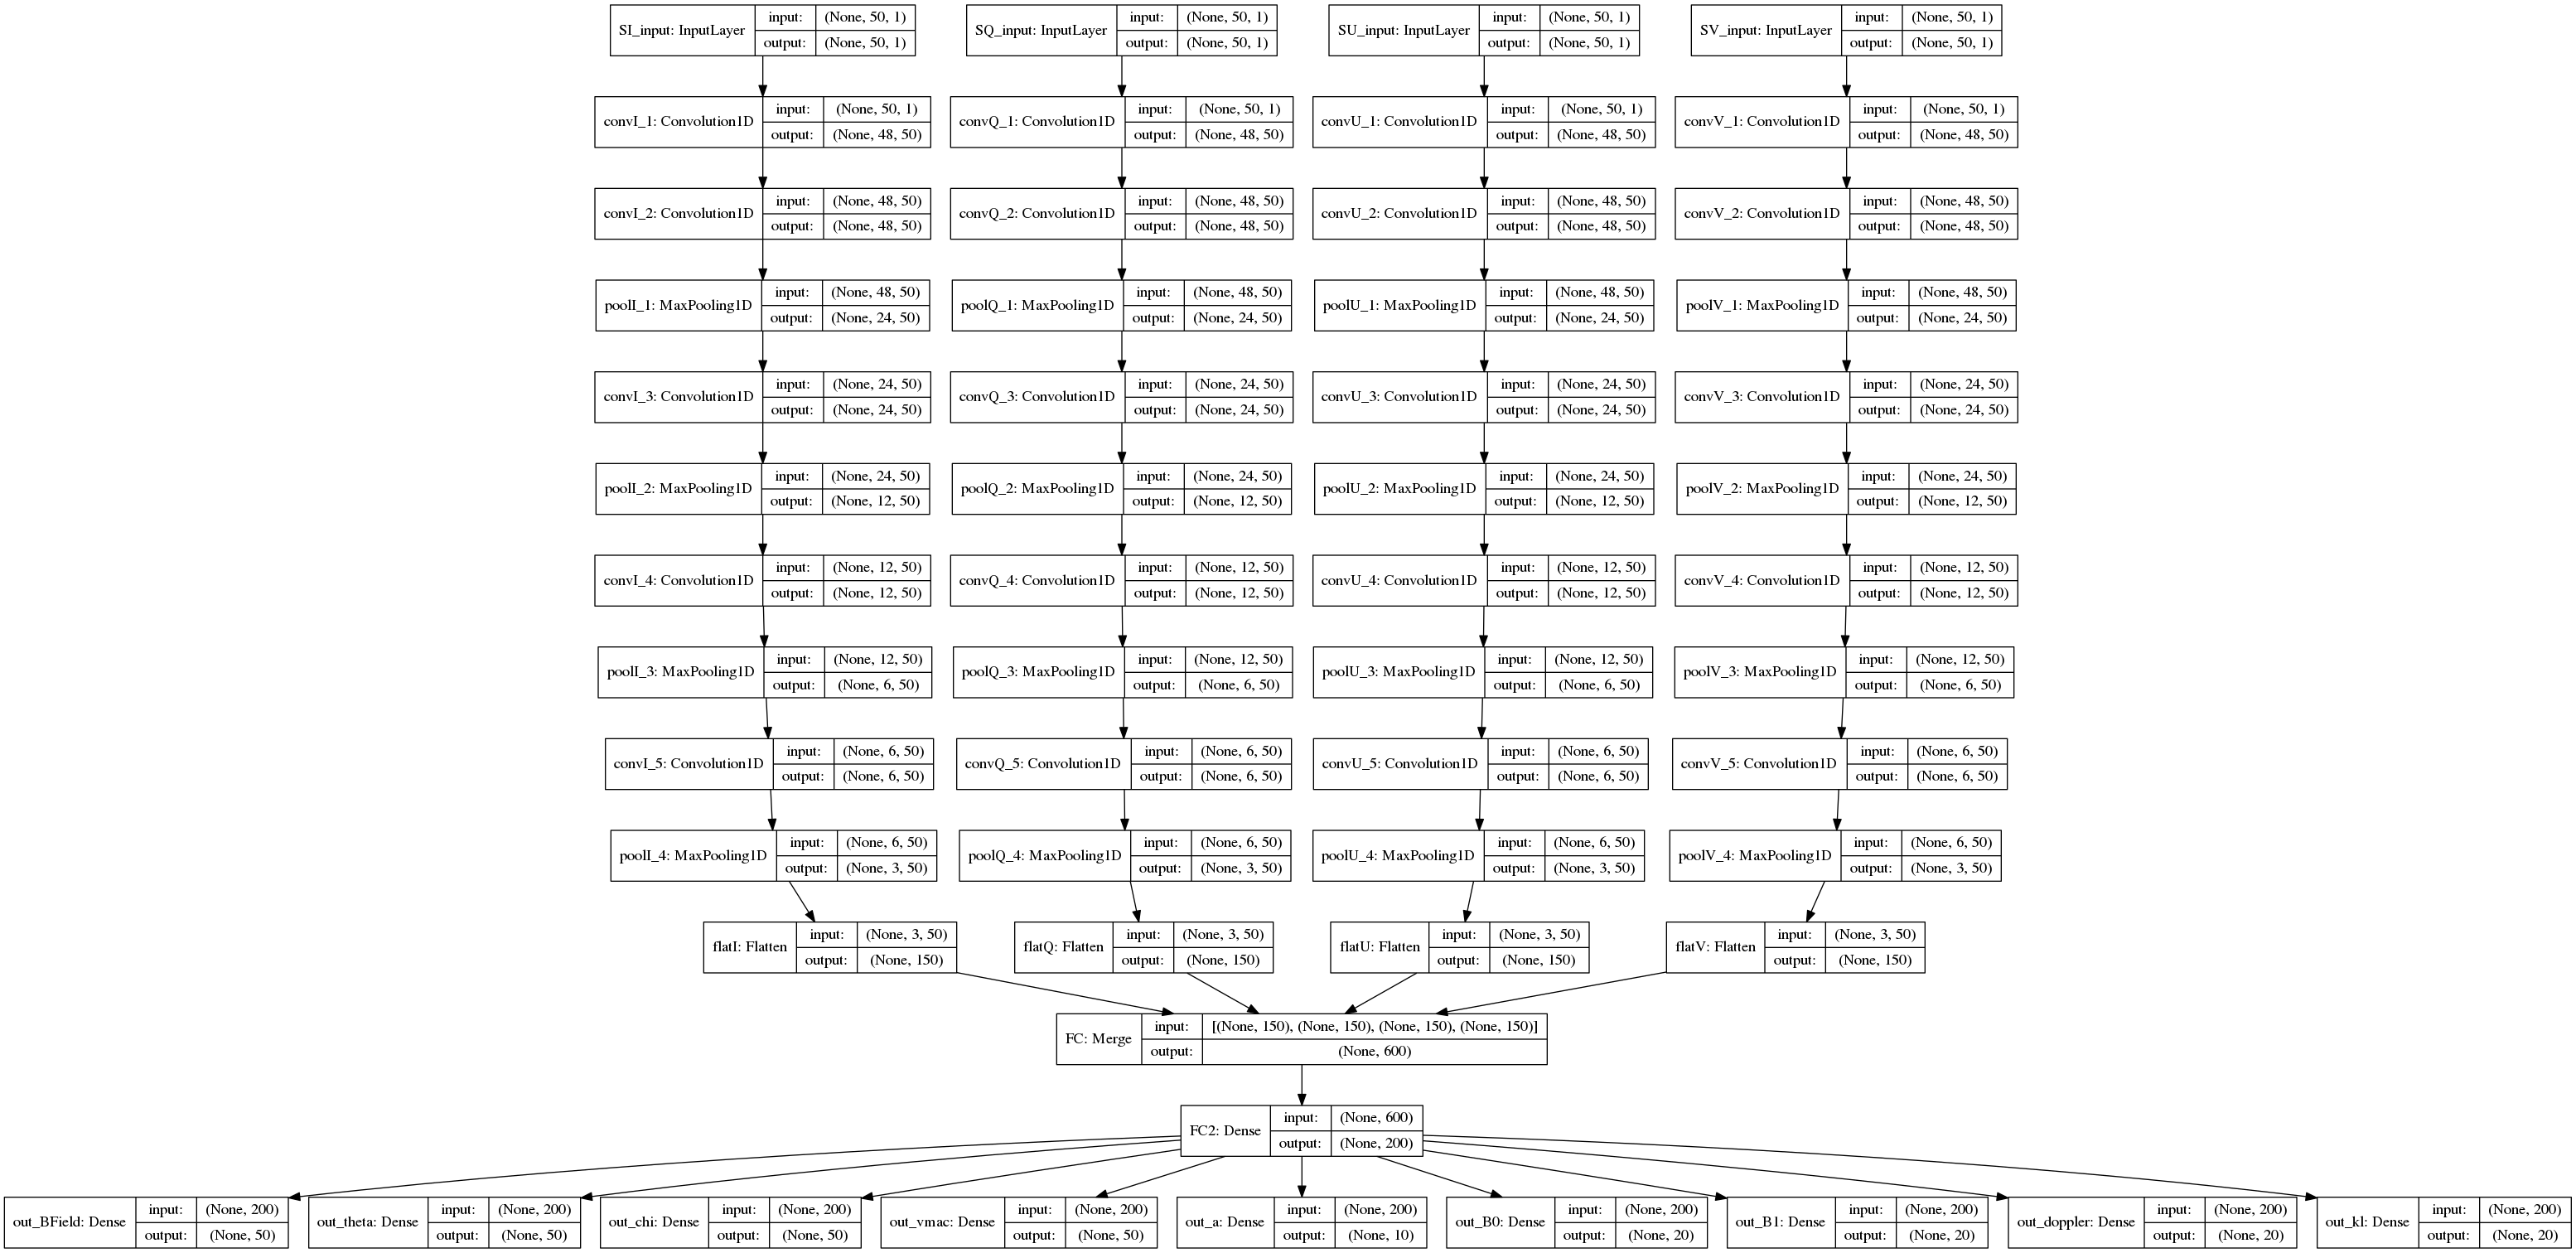 SI_input: InputLayer input: (None, 50, 1) output: (None, 50, 1)
SQ_input: InputLayer input: (None, 50, 1) output: (None, 50, 1)
SU_input: InputLayer input: (None, 50, 1) output: (None, 50, 1)
SV_input: InputLayer input: (None, 50, 1) output: (None, 50, 1)
convI_1: Convolution1D input: (None, 50, 1) output: (None, 48, 50)
convQ_1: Convolution1D input: (None, 50, 1) output: (None, 48, 50)
convU_1: Convolution1D input: (None, 50, 1) output: (None, 48, 50)
convV_1: Convolution1D input: (None, 50, 1) output: (None, 48, 50)
convI_2: Convolution1D input: (None, 48, 50) output: (None, 48, 50)
convQ_2: Convolution1D input: (None, 48, 50) output: (None, 48, 50)
convU_2: Convolution1D input: (None, 48, 50) output: (None, 48, 50)
convV_2: Convolution1D input: (None, 48, 50) output: (None, 48, 50)
poolI_1: MaxPooling1D input: (None, 48, 50) output: (None, 24, 50)
poolQ_1: MaxPooling1D input: (None, 48, 50) output: (None, 24, 50)
poolU_1: MaxPooling1D input: (None, 48, 50) output: (None, 24, 50)
poolV_1: MaxPooling1D input: (None, 48, 50) output: (None, 24, 50)
convI_3: Convolution1D input: (None, 24, 50) output: (None, 24, 50)
convQ_3: Convolution1D input: (None, 24, 50) output: (None, 24, 50)
convU_3: Convolution1D input: (None, 24, 50) output: (None, 24, 50)
convV_3: Convolution1D input: (None, 24, 50) output: (None, 24, 50)
poolI_2: MaxPooling1D input: (None, 24, 50) output: (None, 12, 50)
poolQ_2: MaxPooling1D input: (None, 24, 50) output: (None, 12, 50)
poolU_2: MaxPooling1D input: (None, 24, 50) output: (None, 12, 50)
poolV_2: MaxPooling1D input: (None, 24, 50) output: (None, 12, 50)
convI_4: Convolution1D input: (None, 12, 50) output: (None, 12, 50)
convQ_4: Convolution1D input: (None, 12, 50) output: (None, 12, 50)
convU_4: Convolution1D input: (None, 12, 50) output: (None, 12, 50)
convV_4: Convolution1D input: (None, 12, 50) output: (None, 12, 50)
poolI_3: MaxPooling1D input: (None, 12, 50) output: (None, 6, 50)
poolQ_3: MaxPooling1D input: (None, 12, 50) output: (None, 6, 50)
poolU_3: MaxPooling1D input: (None, 12, 50) output: (None, 6, 50)
poolV_3: MaxPooling1D input: (None, 12, 50) output: (None, 6, 50)
convI_5: Convolution1D input: (None, 6, 50) output: (None, 6, 50)
convQ_5: Convolution1D input: (None, 6, 50) output: (None, 6, 50)
convU_5: Convolution1D input: (None, 6, 50) output: (None, 6, 50)
convV_5: Convolution1D input: (None, 6, 50) output: (None, 6, 50)
poolI_4: MaxPooling1D input: (None, 6, 50) output: (None, 3, 50)
poolQ_4: MaxPooling1D input: (None, 6, 50) output: (None, 3, 50)
poolU_4: MaxPooling1D input: (None, 6, 50) output: (None, 3, 50)
poolV_4: MaxPooling1D input: (None, 6, 50) output: (None, 3, 50)
flatI: Flatten input: (None, 3, 50) output: (None, 150)
flatQ: Flatten input: (None, 3, 50) output: (None, 150)
flatU: Flatten input: (None, 3, 50) output: (None, 150)
flatV: Flatten input: (None, 3, 50) output: (None, 150)
FC: Merge input: [(None, 150), (None, 150), (None, 150), (None, 150)] output: (None, 600)
FC2: Dense input: (None, 600) output: (None, 200)
out_BField: Dense input: (None, 200) output: (None, 50)
out_theta: Dense input: (None, 200) output: (None, 50)
out_chi: Dense input: (None, 200) output: (None, 50)
out_vmac: Dense input: (None, 200) output: (None, 50)
out_a: Dense input: (None, 200) output: (None, 10)
out_B0: Dense input: (None, 200) output: (None, 20)
out_B1: Dense input: (None, 200) output: (None, 20)
out_doppler: Dense input: (None, 200) output: (None, 20)
out_kl: Dense input: (None, 200) output: (None, 20)